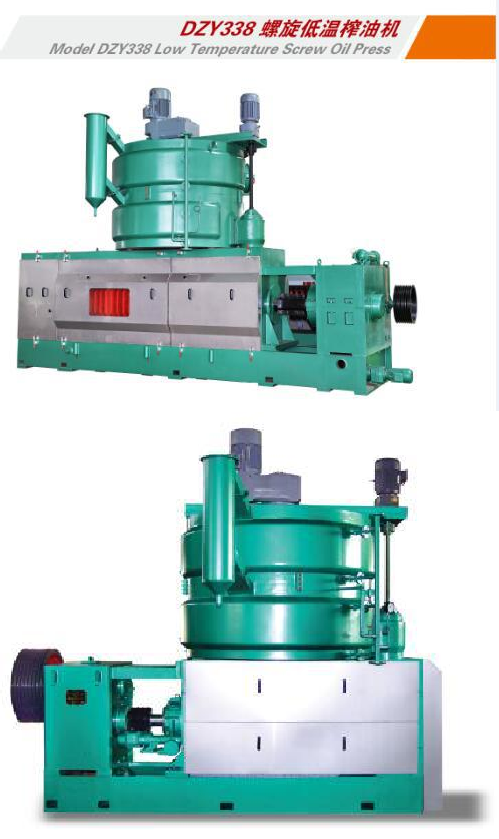 DZY338 螺旋低温榨油机
Model DZY338 Low Temperature Screw Oil Press